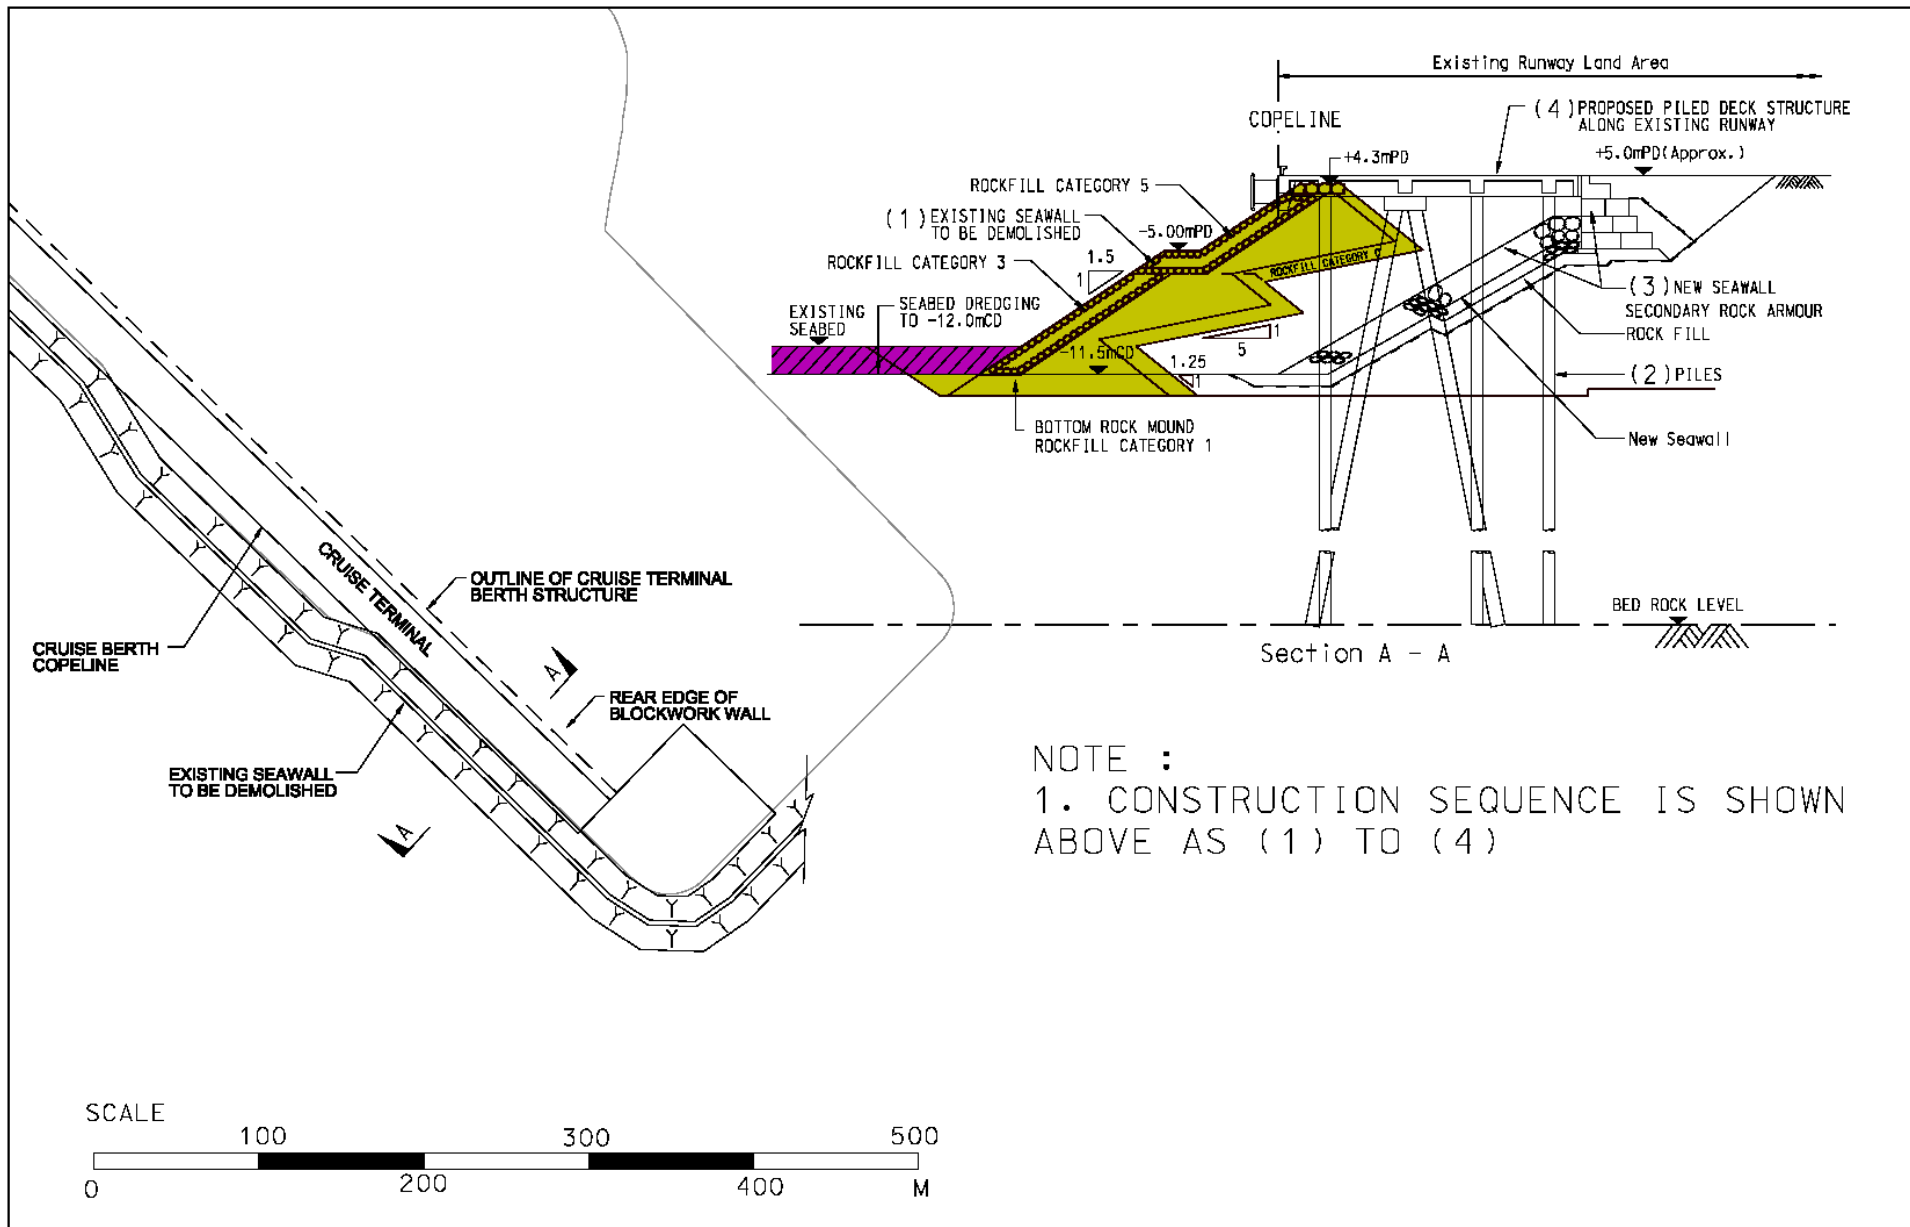 Existing Runway Land Area
COPELINE
(4) PROPOSED PILED DECK STRUCTURE
ALONG EXISTING RUNWAY
+5.0mPD(Approx.)
+4.3mPD
ROCKFILL CATEGORY 5
(1) EXISTING SEAWALL
TO BE DEMOLISHED
-5.00mPD
ROCKFILL CATEGORY 3
1.5
1
ROCKFILL CATEGORY
EXISTING
SEABED
SEABED DREDGING
TO -12.0mCD
(3) NEW SEAWALL
SECONDARY ROCK ARMOUR
ROCK FILL
1
5
-11.5mCD
1.25
1
(2) PILES
BOTTOM ROCK MOUND
ROCKFILL CATEGORY 1
New Seawall
BED ROCK LEVEL
Section A - A
CRUISE TERMINAL
OUTLINE OF CRUISE TERMINAL
BERTH STRUCTURE
CRUISE BERTH
COPELINE
A
REAR EDGE OF
BLOCKWORK WALL
EXISTING SEAWALL
TO BE DEMOLISHED
A
NOTE :
1. CONSTRUCTION SEQUENCE IS SHOWN
ABOVE AS (1) TO (4)
SCALE
100 300 500
0 200 400 M